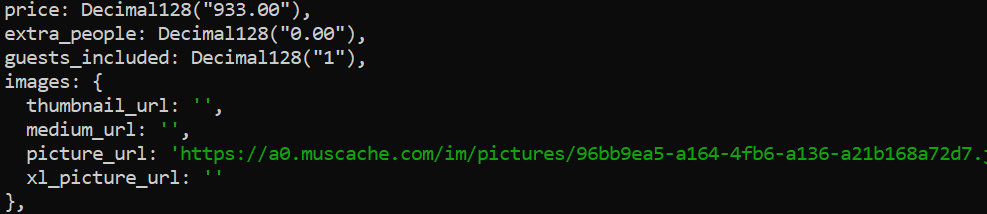 price: Decimal128("933.00"),
extra_people: Decimal128("0.00"),
guests_included: Decimal128("1"),
images: {
  thumbnail_url: '',
  medium_url: '',
  picture_url: 'https://a0.muscache.com/im/pictures/96bb9ea5-a164-4fb6-a136-a21b168a72d7.j
  xl_picture_url: ''
},